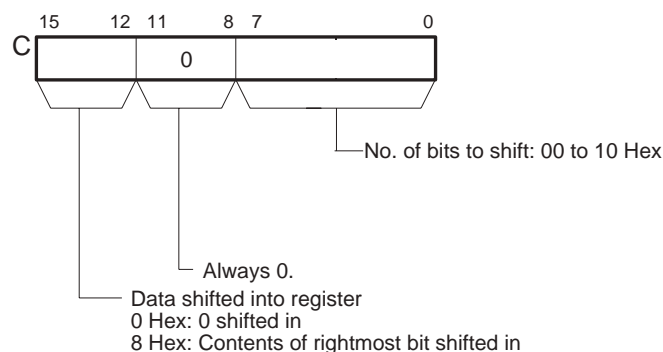 15 12 11 8 7 0
C
0
No. of bits to shift: 00 to 10 Hex
Always 0.
Data shifted into register
0 Hex: 0 shifted in
8 Hex: Contents of rightmost bit shifted in